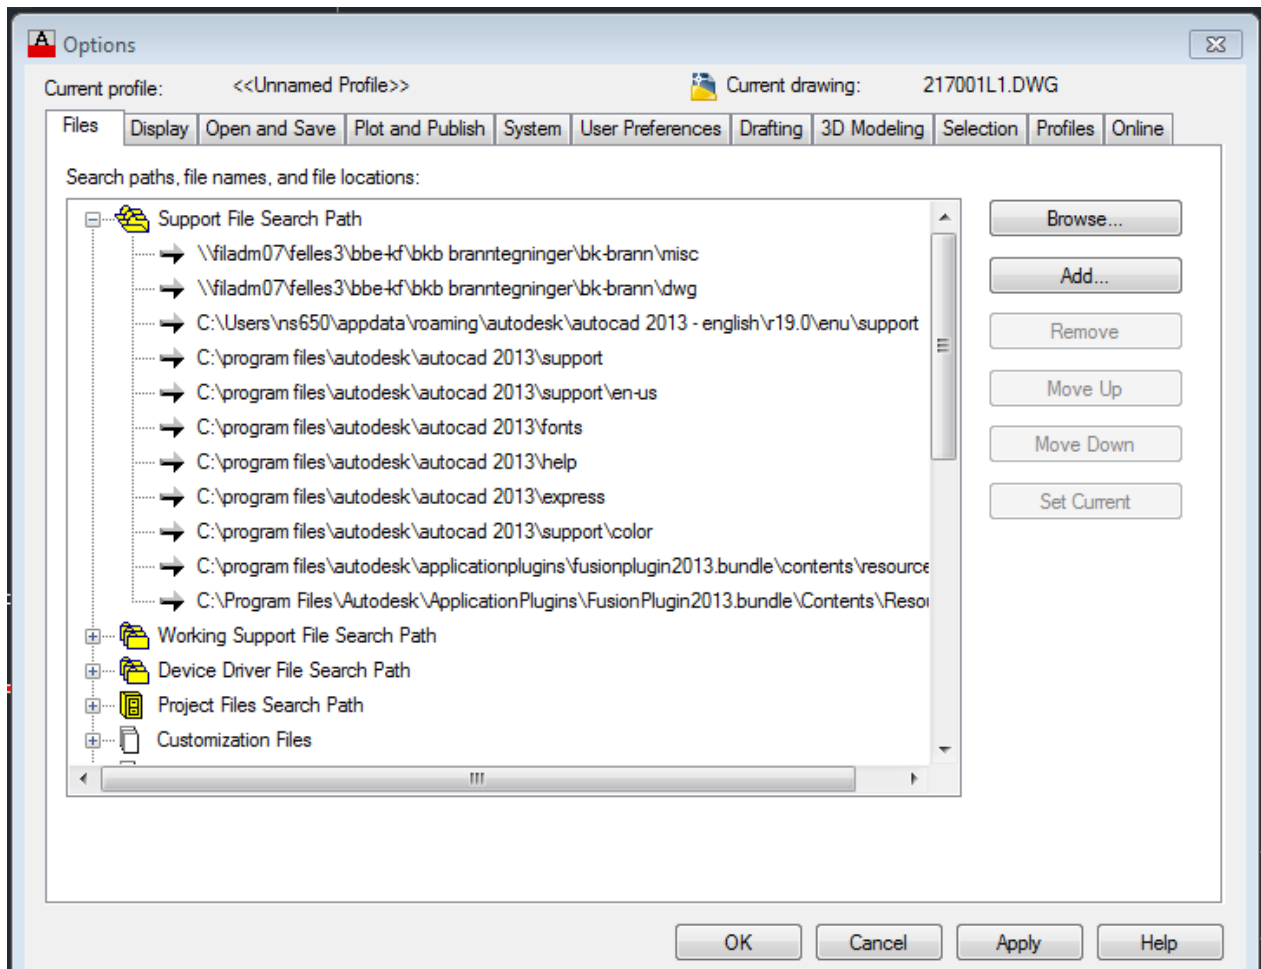 Options
Current profile: <<Unnamed Profile>> Current drawing: 217001L1.DWG
Files Display Open and Save Plot and Publish System User Preferences Drafting 3D Modeling Selection Profiles Online
Search paths, file names, and file locations:
Support File Search Path
\\filadm07\felles3\bbe-kf\bkb branntegninger\bk-brann\misc
\\filadm07\felles3\bbe-kf\bkb branntegninger\bk-brann\dwg
C:\Users\ns650\appdata\roaming\autodesk\autocad 2013 - english\r19.0\enu\support
C:\program files\autodesk\autocad 2013\support
C:\program files\autodesk\autocad 2013\support\en-us
C:\program files\autodesk\autocad 2013\fonts
C:\program files\autodesk\autocad 2013\help
C:\program files\autodesk\autocad 2013\express
C:\program files\autodesk\autocad 2013\support\color
C:\program files\autodesk\applicationplugins\fusionplugin2013.bundle\contents\resource
C:\Program Files\Autodesk\ApplicationPlugins\FusionPlugin2013.bundle\Contents\Resou
Working Support File Search Path
Device Driver File Search Path
Project Files Search Path
Customization Files
Browse...
Add...
Remove
Move Up
Move Down
Set Current
OK Cancel Apply Help